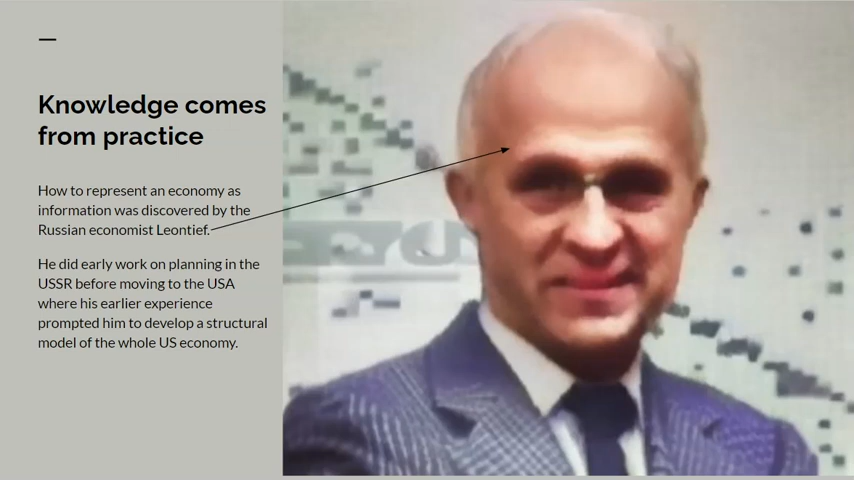 Knowledge comes
from practice
How to represent an economy as
information was discovered by the
Russian economist Leontief.
He did early work on planning in the
USSR before moving to the USA
where his earlier experience
prompted him to develop a structural
model of the whole US economy.